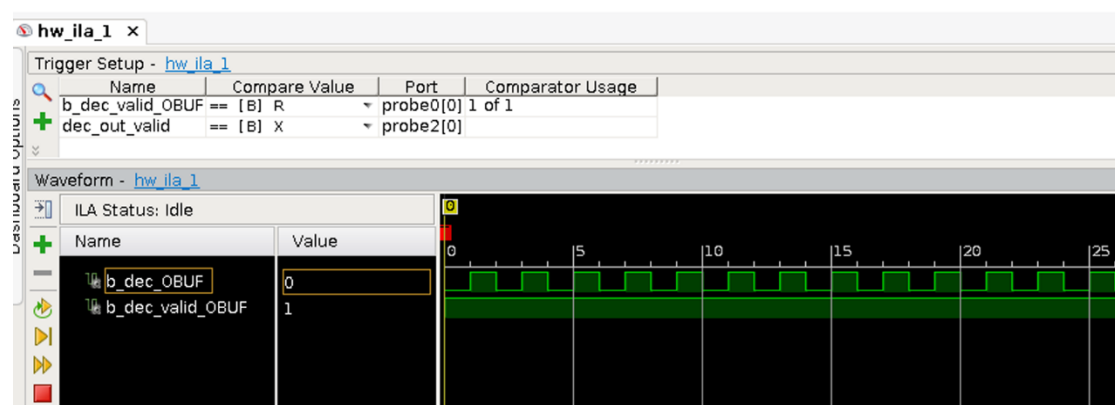 hw_ila_1 ×
Trigger Setup - hw_ila_1
Name Compare Value Port Comparator Usage
b_dec_valid_OBUF == [B] R probe0[0] 1 of 1
dec_out_valid == [B] X probe2[0]
Dashboard Options
Waveform - hw_ila_1
ILA Status: Idle
0
Name Value
0 5 10 15 20 25
b_dec_OBUF 0
b_dec_valid_OBUF 1